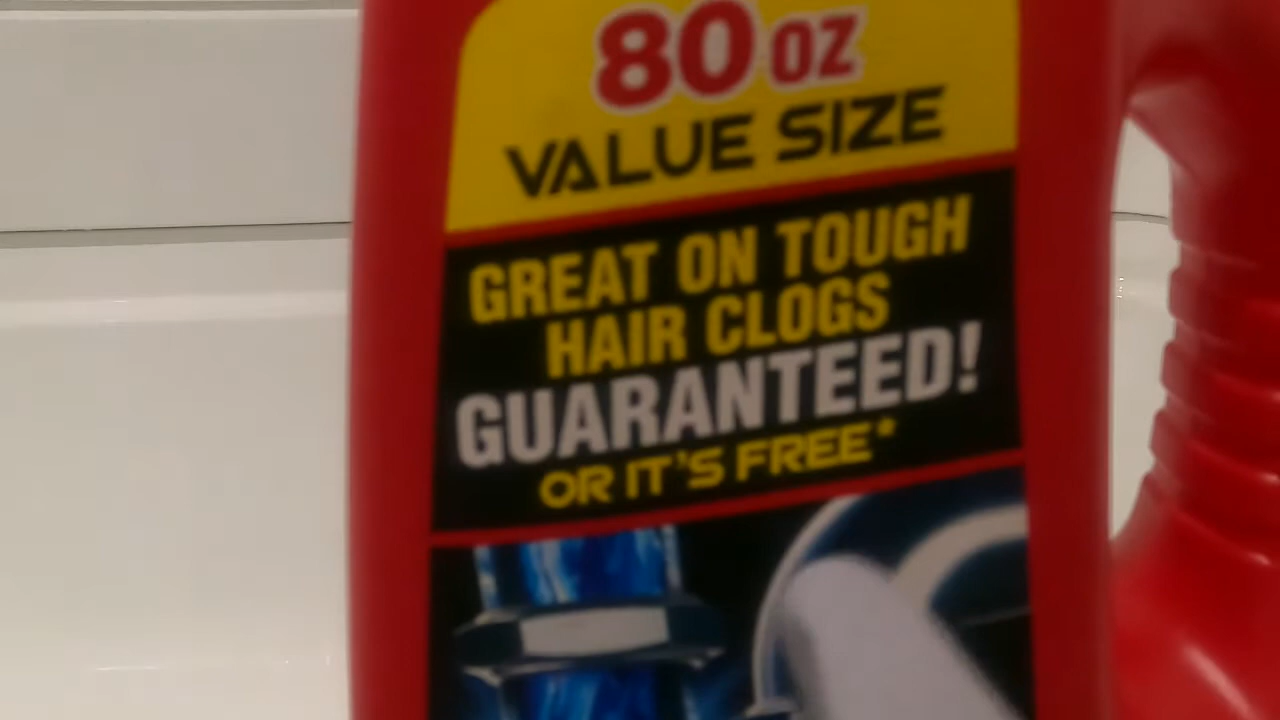 80 OZ
VALUE SIZE
GREAT ON TOUGH
HAIR CLOGS
GUARANTEED!
OR IT'S FREE*